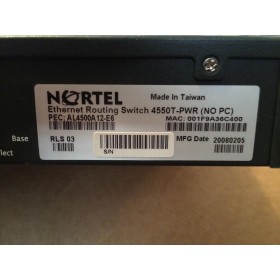 NORTEL
Made In Taiwan
Ethernet Routing Switch 4550T-PWR (NO PC)
PEC: AL4500A12-E6
MAC: 001F9A36C400
Base
RLS 03
MFG Date
20080205
lect
S/N